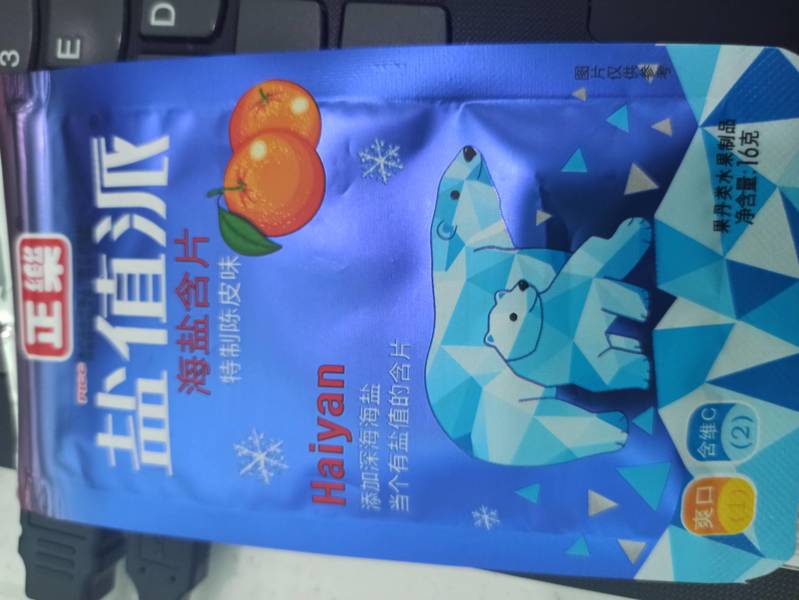 正樂
盐值派
海盐含片
特制陈皮味
Haiyan
添加深海海盐
当个有盐值的含片
爽口
(1)
含维C
(2)
果丹类水果制品
净含量:16克
图片仅供参考
3
E
D